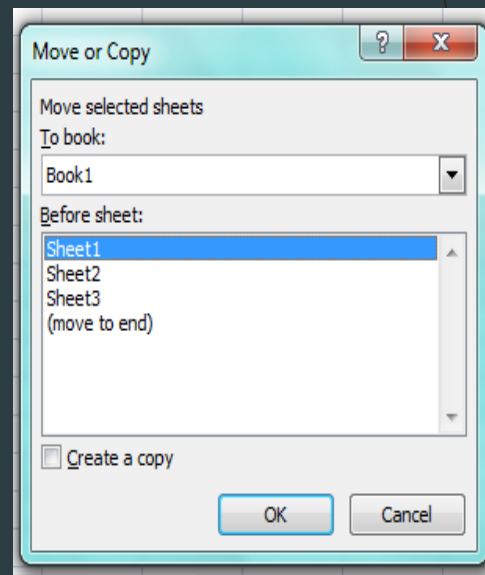 Move or Copy
Move selected sheets
To book:
Book1
Before sheet:
Sheet1
Sheet2
Sheet3
(move to end)
Create a copy
OK Cancel